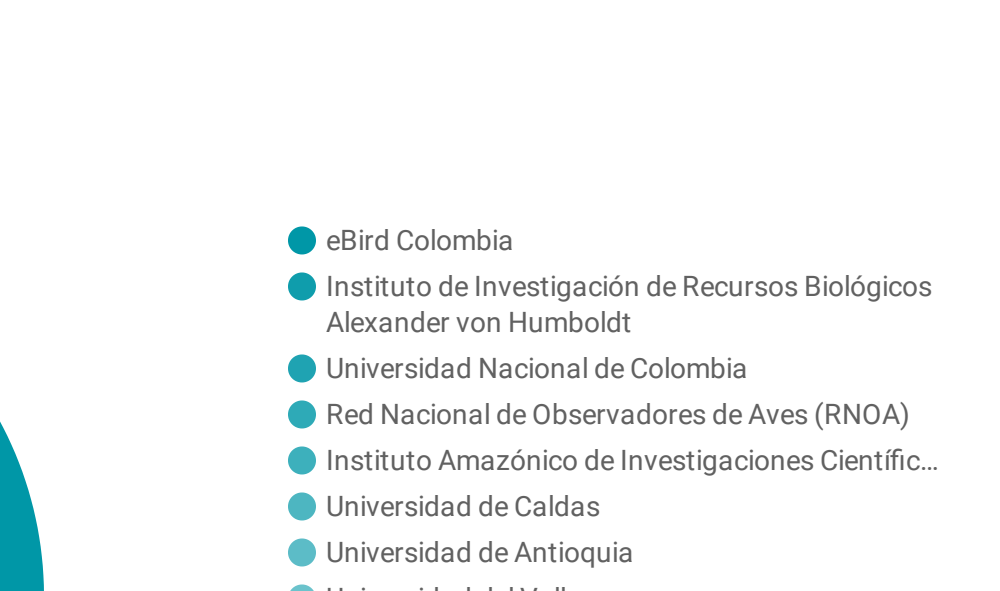 eBird Colombia
Instituto de Investigación de Recursos Biológicos
Alexander von Humboldt
Universidad Nacional de Colombia
Red Nacional de Observadores de Aves (RNOA)
Instituto Amazónico de Investigaciones Científic...
Universidad de Caldas
Universidad de Antioquia